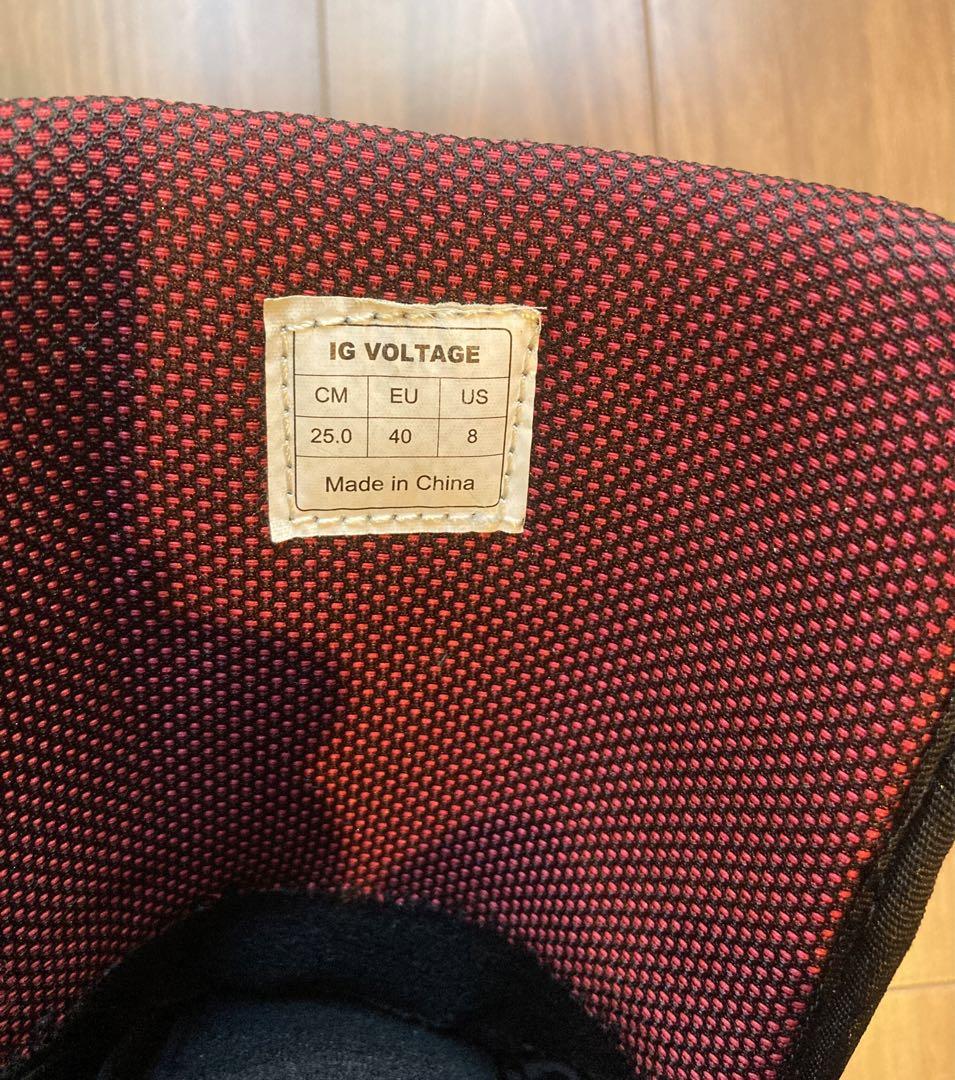 IG VOLTAGE
CM EU US
25.0 40 8
Made in China